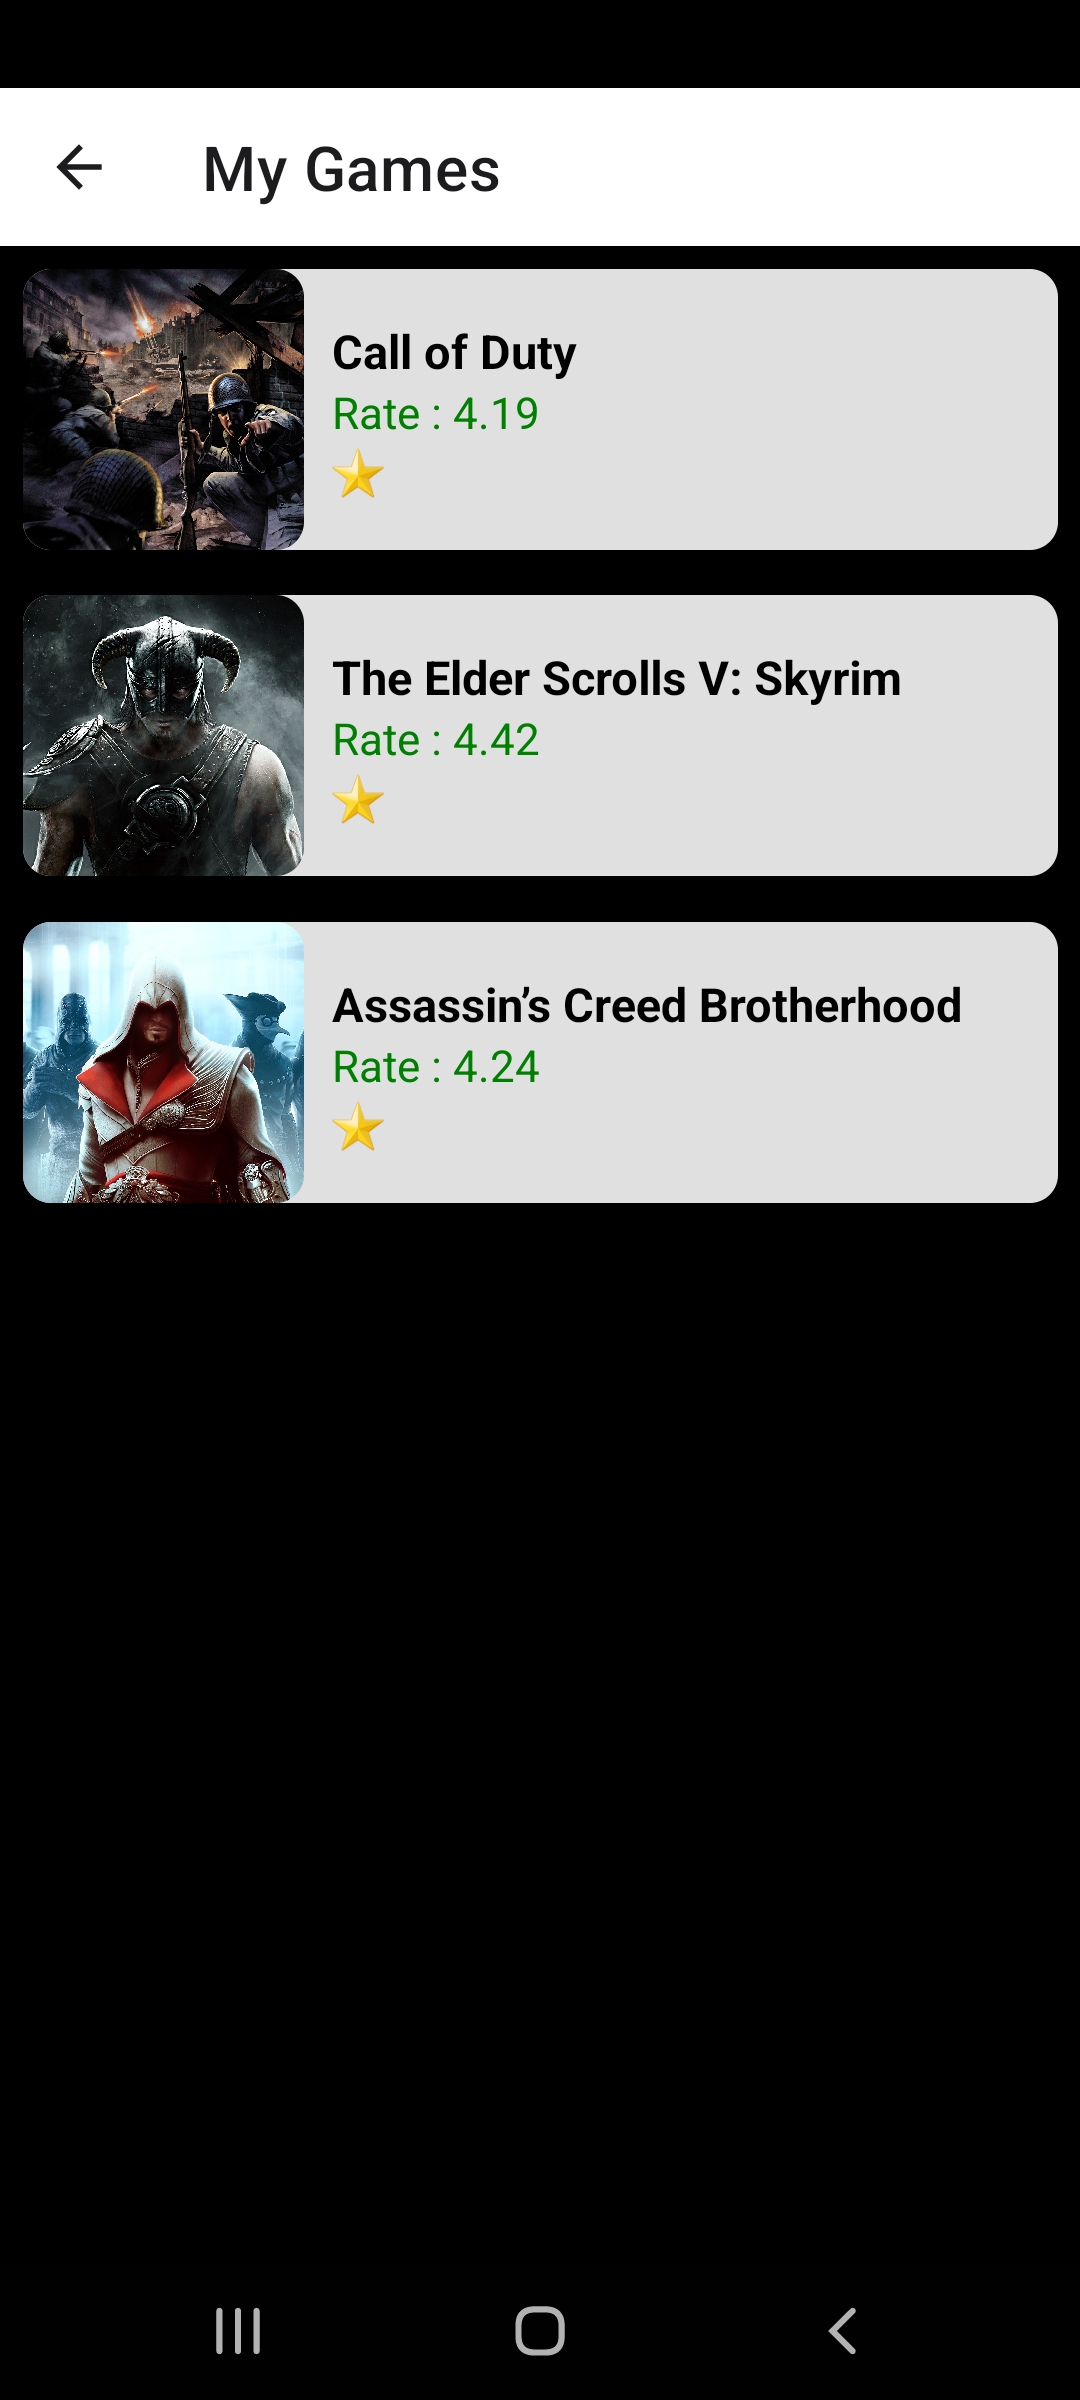 My Games
Call of Duty
Rate : 4.19
The Elder Scrolls V: Skyrim
Rate : 4.42
Assassin’s Creed Brotherhood
Rate : 4.24